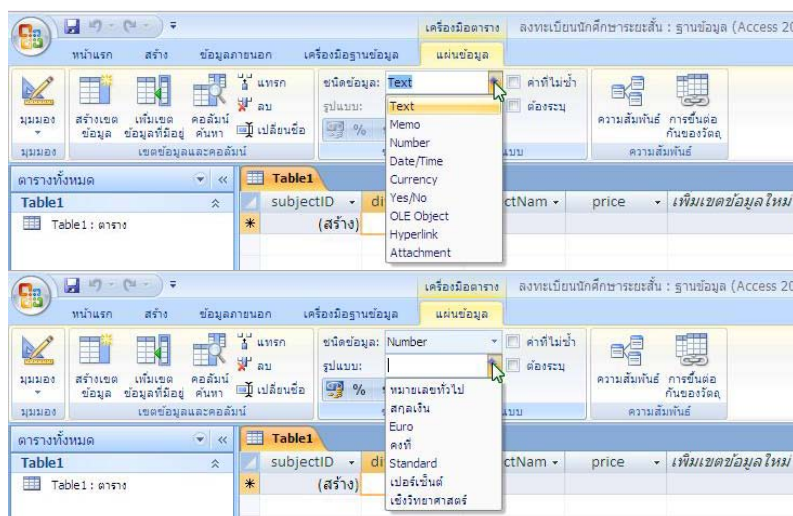 เครื่องมือตาราง ลงทะเบียนนักศึกษาระยะสั้น : ฐานข้อมูล (Access 20
หน้าแรก สร้าง ข้อมูลภายนอก เครื่องมือฐานข้อมูล แผ่นข้อมูล
แทรก ชนิดข้อมูล: Text ค่าที่ไม่ซ้ำ
ลบ รูปแบบ: ต้องระบุ
มุมมอง สร้างเขตข้อมูล เพิ่มเขตข้อมูลที่มีอยู่ คอลัมน์ค้นหา เปลี่ยนชื่อ % ความสัมพันธ์ การขึ้นต่อกันของวัตถุ
มุมมอง เขตข้อมูลและคอลัมน์ ความสัมพันธ์
Text
Memo
Number
Date/Time
Currency
Yes/No
OLE Object
Hyperlink
Attachment
ตารางทั้งหมด Table1
Table1 subjectID ctNam price เพิ่มเขตข้อมูลใหม่
Table1 : ตาราง (สร้าง)
เครื่องมือตาราง ลงทะเบียนนักศึกษาระยะสั้น : ฐานข้อมูล (Access 20
หน้าแรก สร้าง ข้อมูลภายนอก เครื่องมือฐานข้อมูล แผ่นข้อมูล
แทรก ชนิดข้อมูล: Number ค่าที่ไม่ซ้ำ
ลบ รูปแบบ: ต้องระบุ
มุมมอง สร้างเขตข้อมูล เพิ่มเขตข้อมูลที่มีอยู่ คอลัมน์ค้นหา เปลี่ยนชื่อ % ความสัมพันธ์ การขึ้นต่อกันของวัตถุ
มุมมอง เขตข้อมูลและคอลัมน์ ความสัมพันธ์
หมายเลขทั่วไป
สกุลเงิน
Euro
คงที่
Standard
เปอร์เซ็นต์
เชิงวิทยาศาสตร์
ตารางทั้งหมด Table1
Table1 subjectID ctNam price เพิ่มเขตข้อมูลใหม่
Table1 : ตาราง (สร้าง)